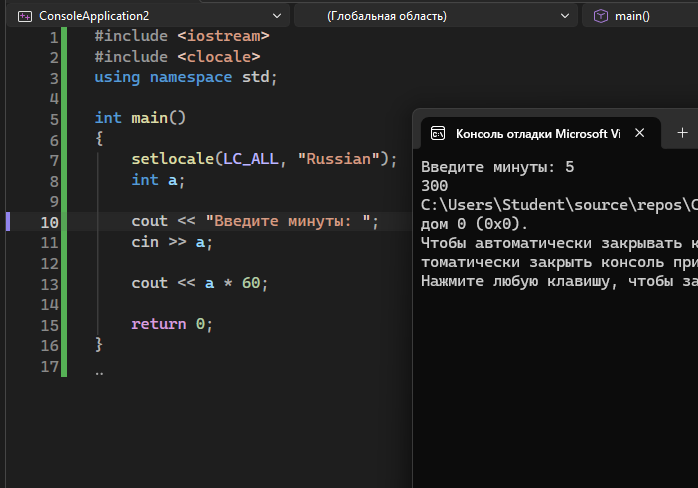 ConsoleApplication2 (Глобальная область) main()
1 #include <iostream>
2 #include <clocale>
3 using namespace std;
4
5 int main()
6 {
7 setlocale(LC_ALL, "Russian");
8 int a;
9
10 cout << "Введите минуты: ";
11 cin >> a;
12
13 cout << a * 60;
14
15 return 0;
16 }
17 ..
Консоль отладки Microsoft Vi
Введите минуты: 5
300
C:\Users\Student\source\repos\C
дом 0 (0x0).
Чтобы автоматически закрывать к
томатически закрыть консоль при
Нажмите любую клавишу, чтобы за